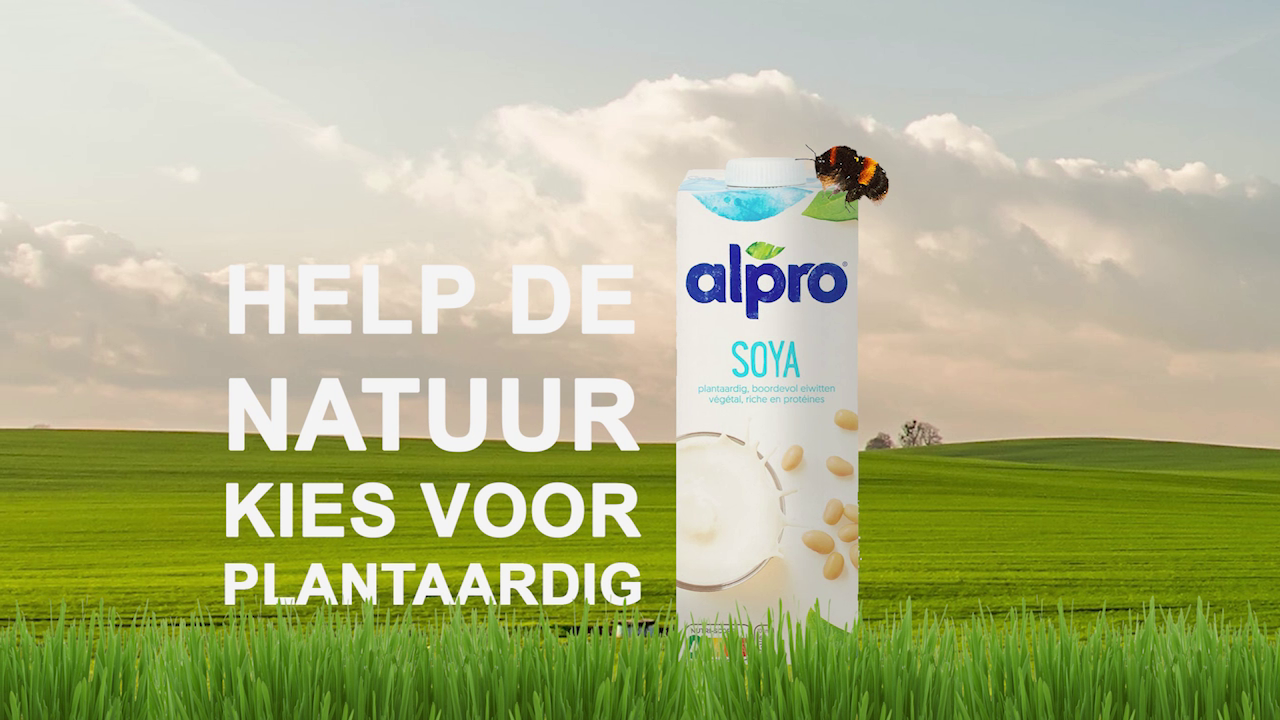 HELP DE
NATUUR
KIES VOOR
PLANTAARDIG
alpro
SOYA
plantaardig, boordevol eiwitten
végétal, riche en protéines